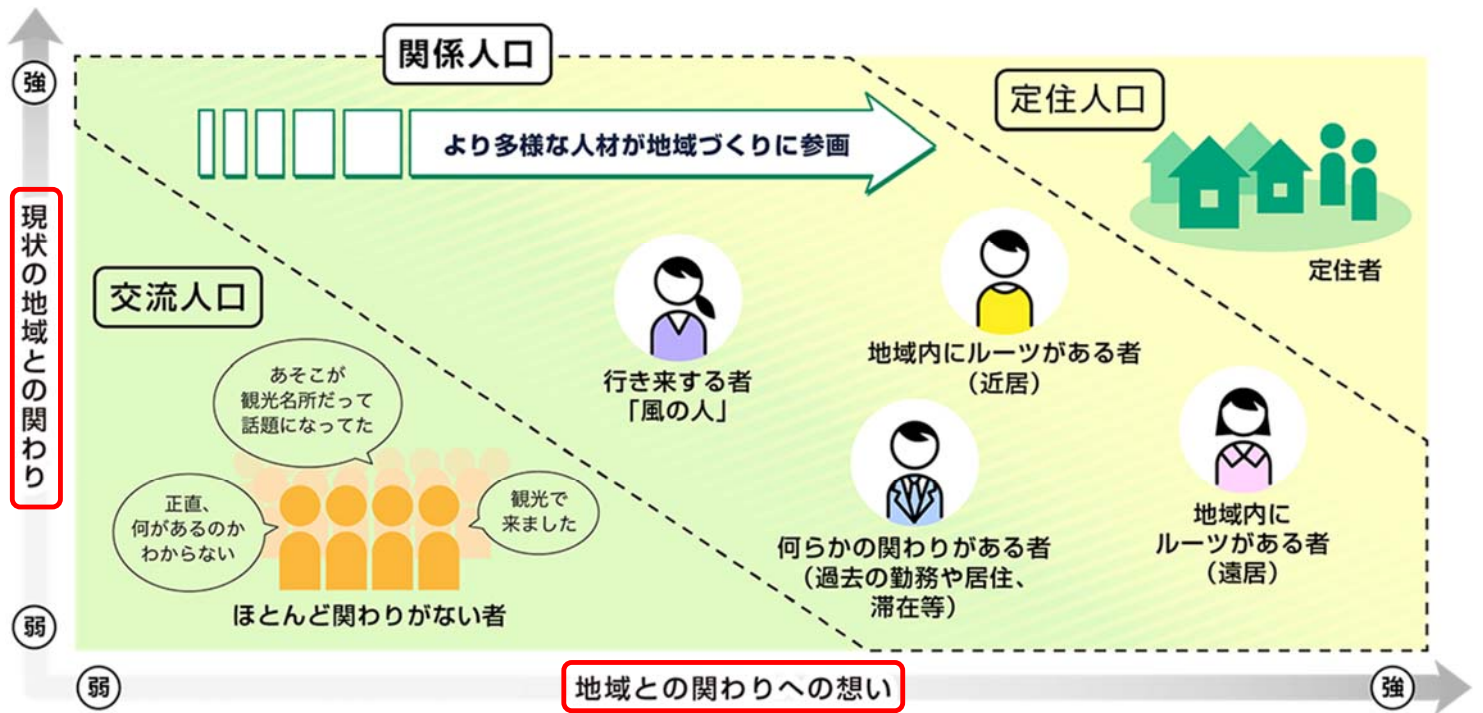 関係人口
強
定住人口
より多様な人材が地域づくりに参画
現状の地域との関わり
交流人口
定住者
あそこが
観光名所だって
話題になってた
行き来する者
「風の人」
地域内にルーツがある者
（近居）
正直、
何があるのか
わからない
観光で
来ました
何らかの関わりがある者
（過去の勤務や居住、
滞在等）
地域内に
ルーツがある者
（遠居）
ほとんど関わりがない者
弱
弱
地域との関わりへの想い
強